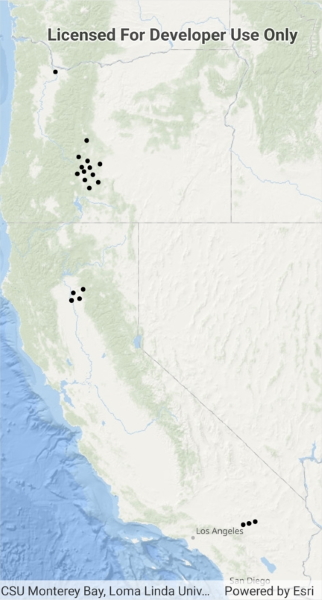 Licensed For Developer Use Only
Los Angeles
San Diego
CSU Monterey Bay, Loma Linda Univ... Powered by Esri